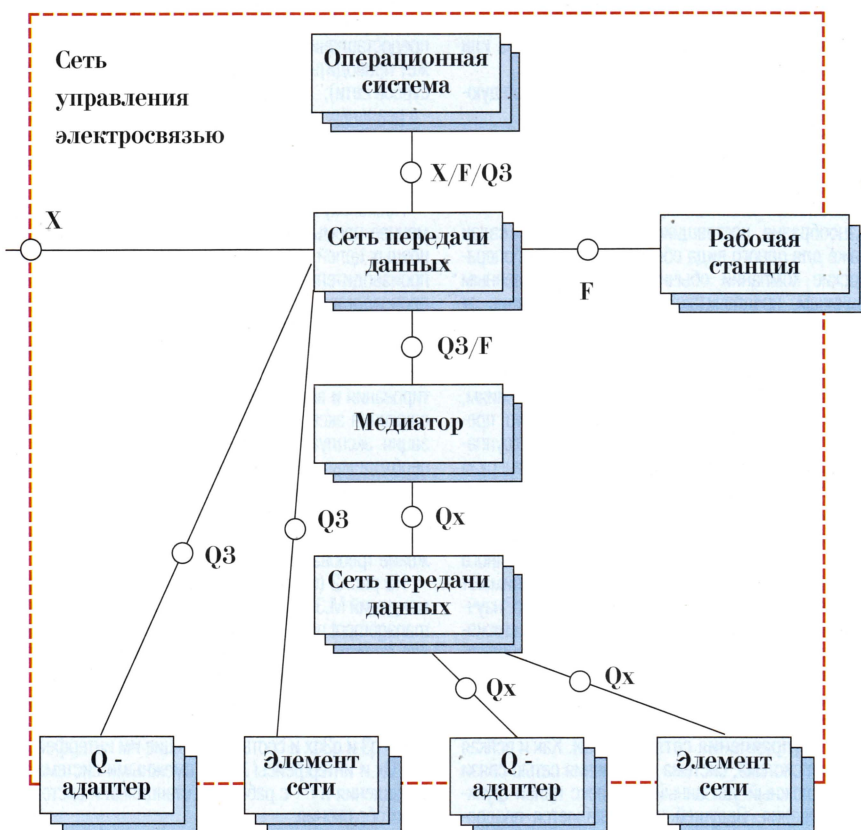 Сеть
управления
электросвязью
Операционная
система
X/F/Q3
X
Сеть передачи
данных
F
Рабочая
станция
Q3/F
Медиатор
Q3
Q3
Qx
Сеть передачи
данных
Qx
Qx
Q -
адаптер
Элемент
сети
Q -
адаптер
Элемент
сети